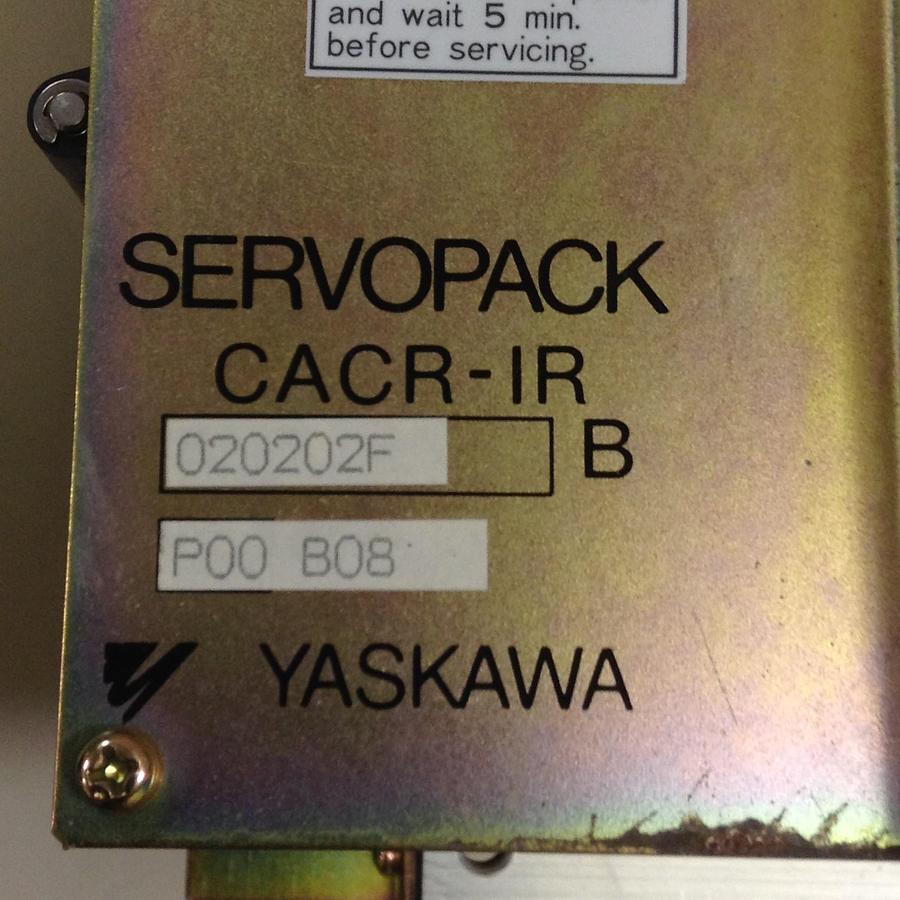 and wait 5 min.
before servicing.
SERVOPACK
CACR-IR
020202F B
P00 B08
YASKAWA